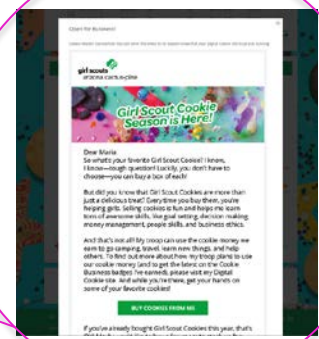 Open for Business!
girl scouts
arizona cactus-pine
Girl Scout Cookie
Season is Here!
Dear Maria
So what's your favorite Girl Scout Cookie? I know,
I know—tough question! Luckily, you don't have to
choose—you can buy a box of each!
But did you know that Girl Scout Cookies are more than
just a delicious treat? Every time you buy them, you're
helping girls. Selling cookies is fun and helps me learn
tons of awesome skills, like goal setting, decision making,
money management, people skills, and business ethics.
And that's not all! My troop can use the cookie money we
earn to go camping, travel, learn new things, and help
others. To find out more about how my troop plans to use
our cookie money (and to get the latest on the Cookie
Business badges I've earned), please visit my Digital
Cookie site. And while you're there, get your hands on
some of your favorite cookies!
BUY COOKIES FROM ME
If you've already bought Girl Scout Cookies this year, that's